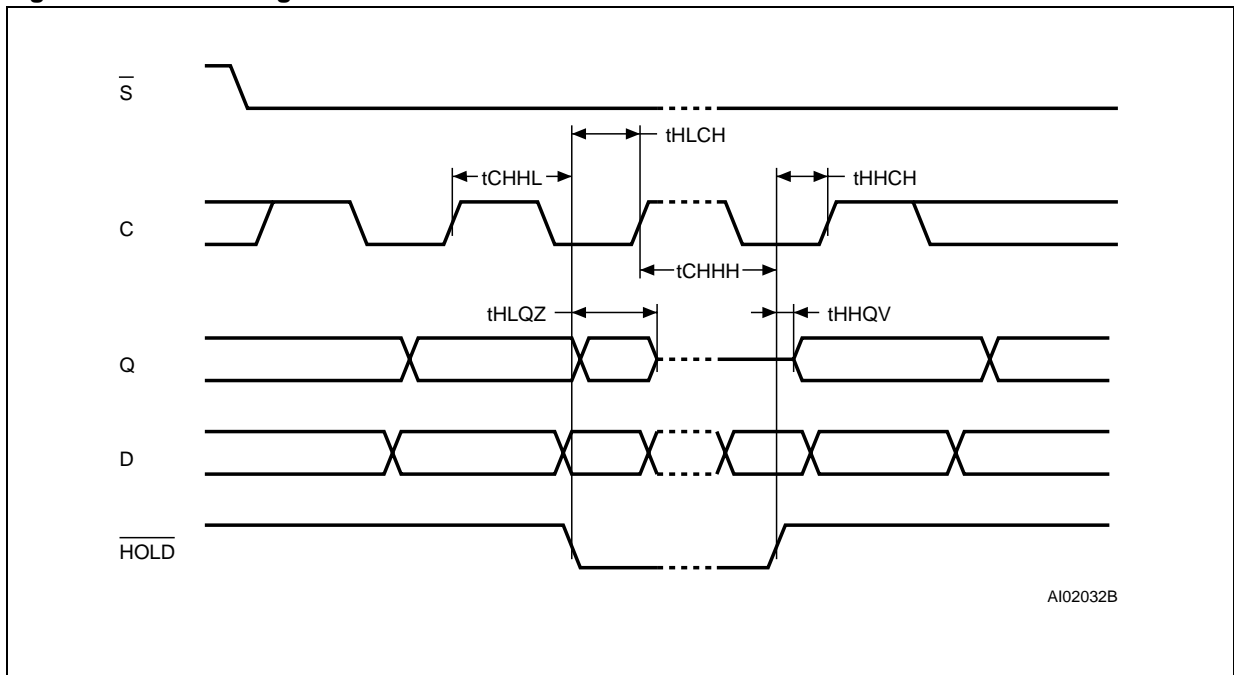 S
tHLCH
tCHHL
tHHCH
C
tCHHH
tHLQZ
tHHQV
Q
D
HOLD
AI02032B